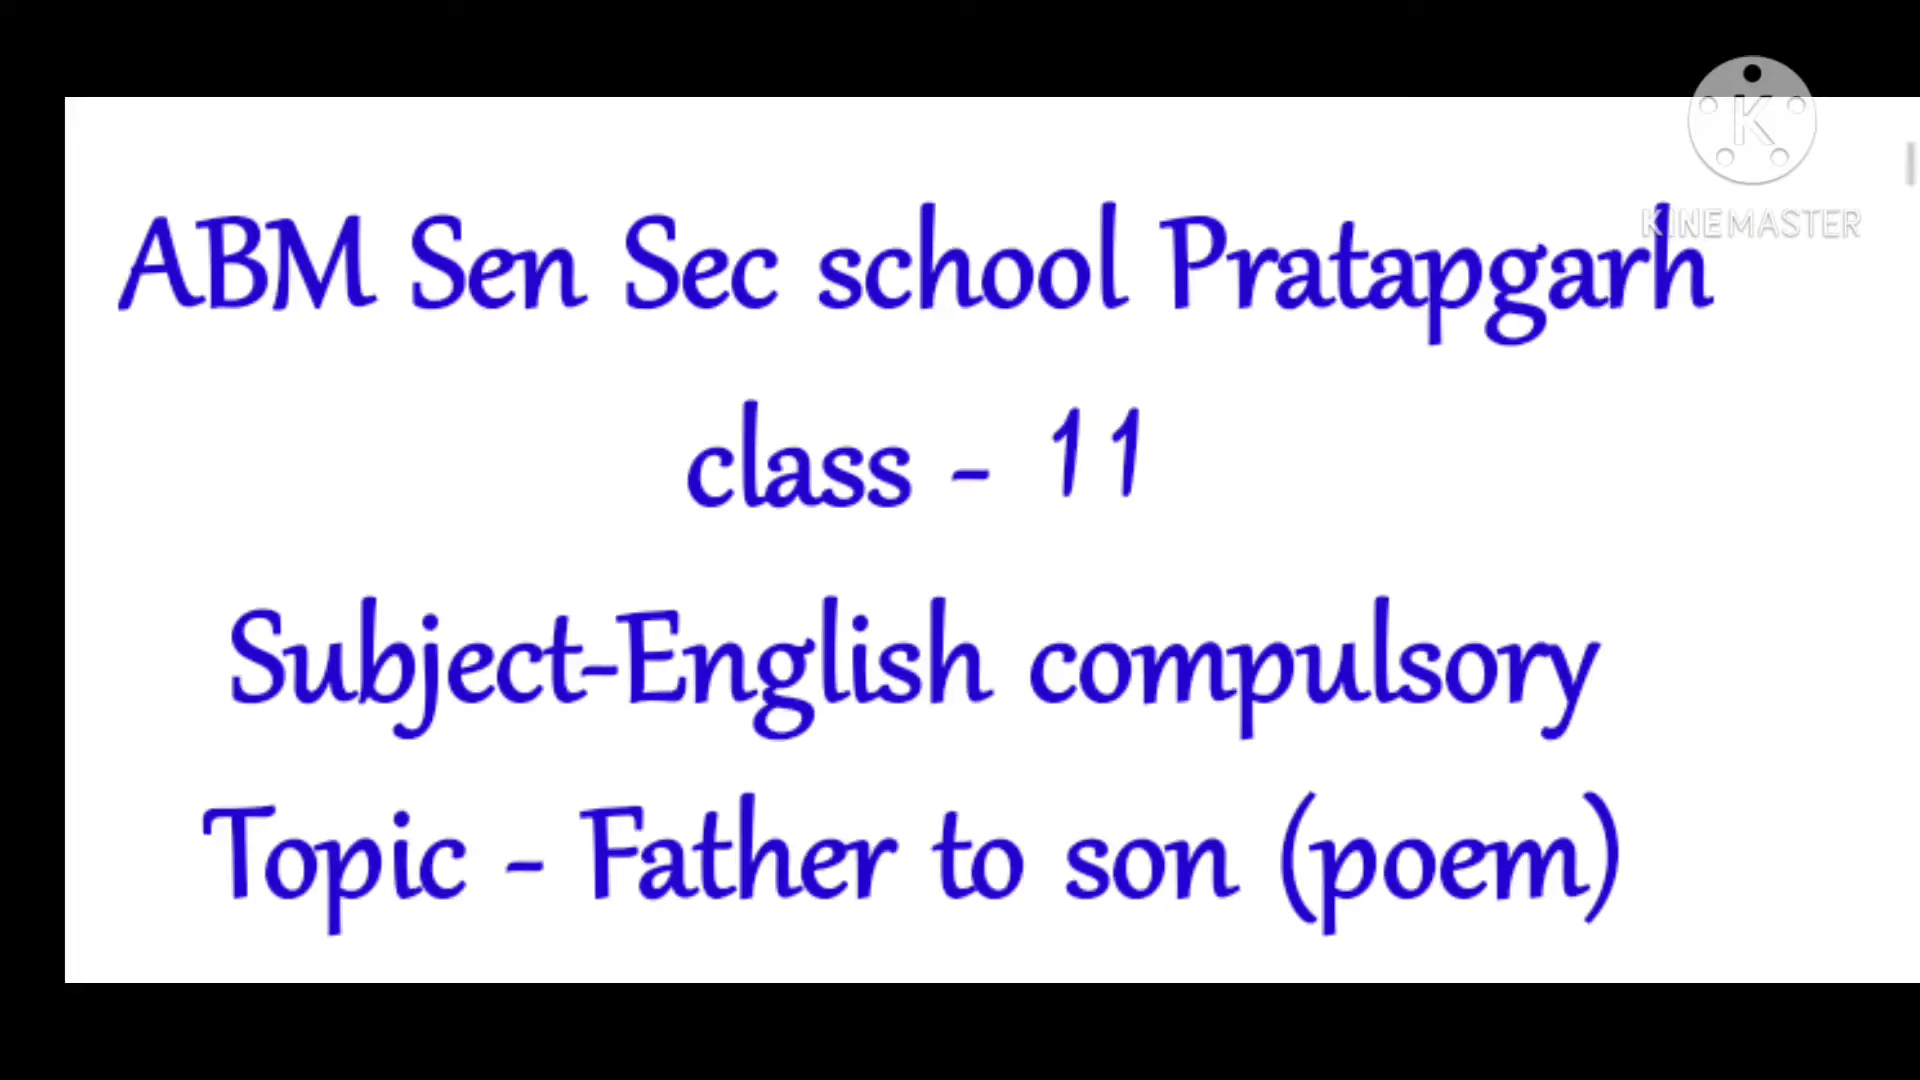 K
KINEMASTER
ABM Sen Sec school Pratapgarh
class - 11
Subject-English compulsory
Topic - Father to son (poem)